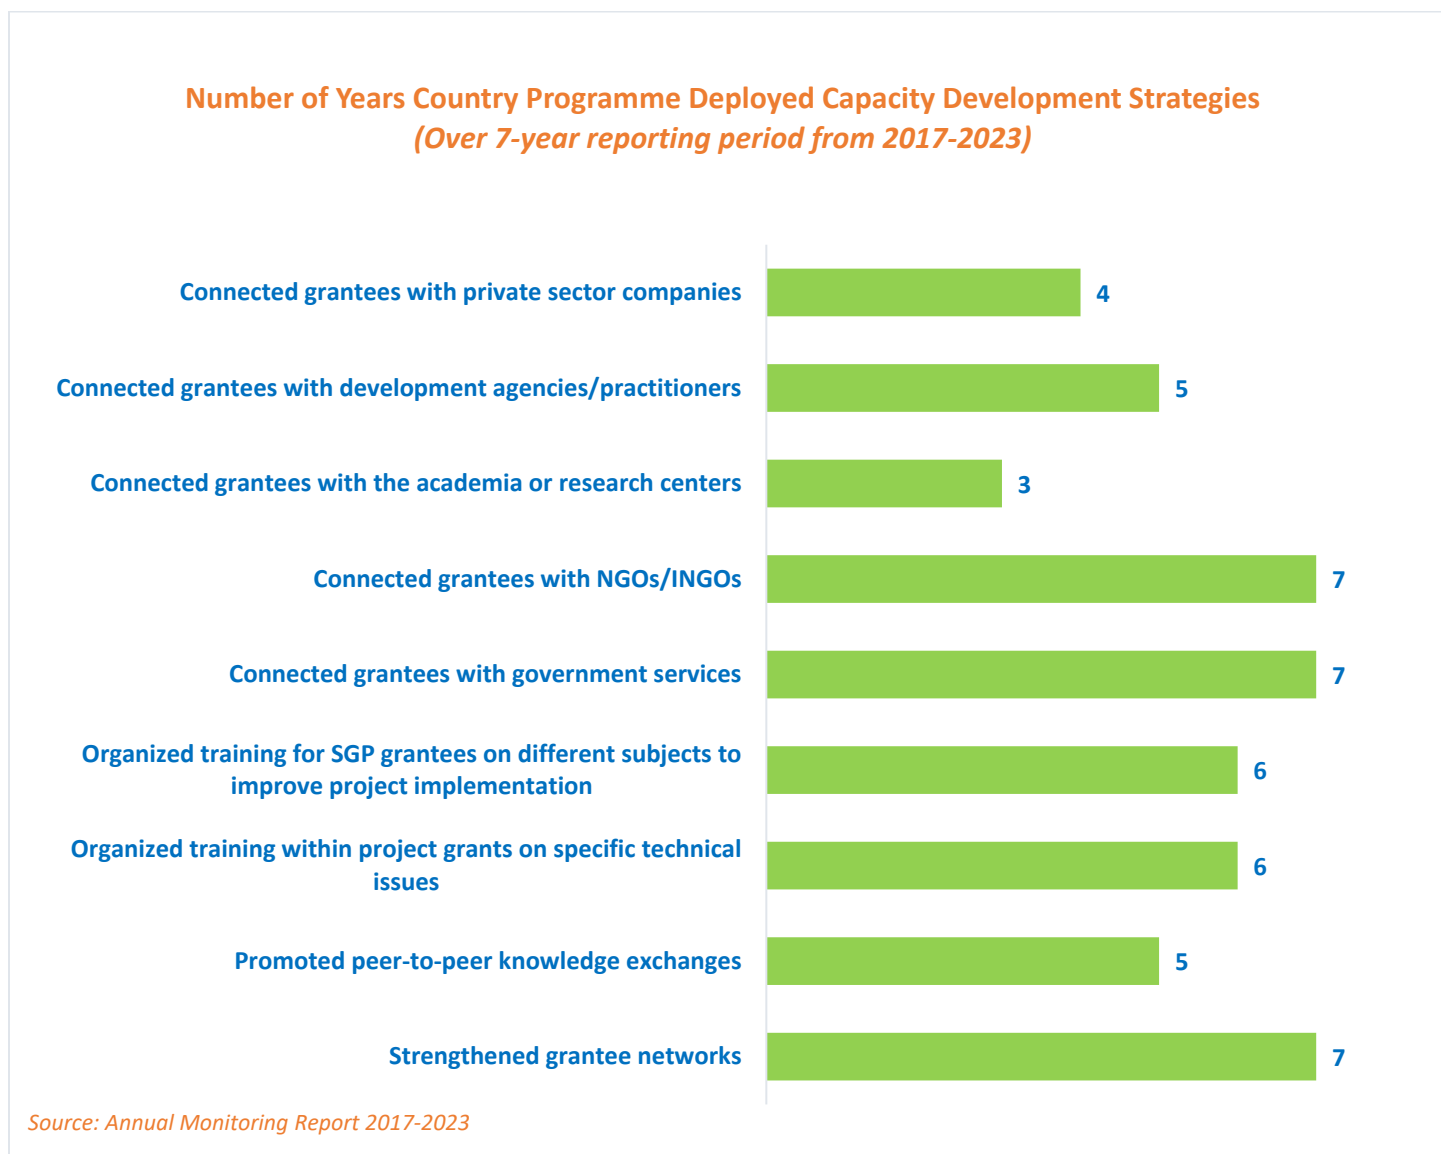 Number of Years Country Programme Deployed Capacity Development Strategies
(Over 7-year reporting period from 2017-2023)
Connected grantees with private sector companies
4
Connected grantees with development agencies/practitioners
5
Connected grantees with the academia or research centers
3
Connected grantees with NGOs/INGOs
7
Connected grantees with government services
7
Organized training for SGP grantees on different subjects to
improve project implementation
6
Organized training within project grants on specific technical
issues
6
Promoted peer-to-peer knowledge exchanges
5
Strengthened grantee networks
7
Source: Annual Monitoring Report 2017-2023